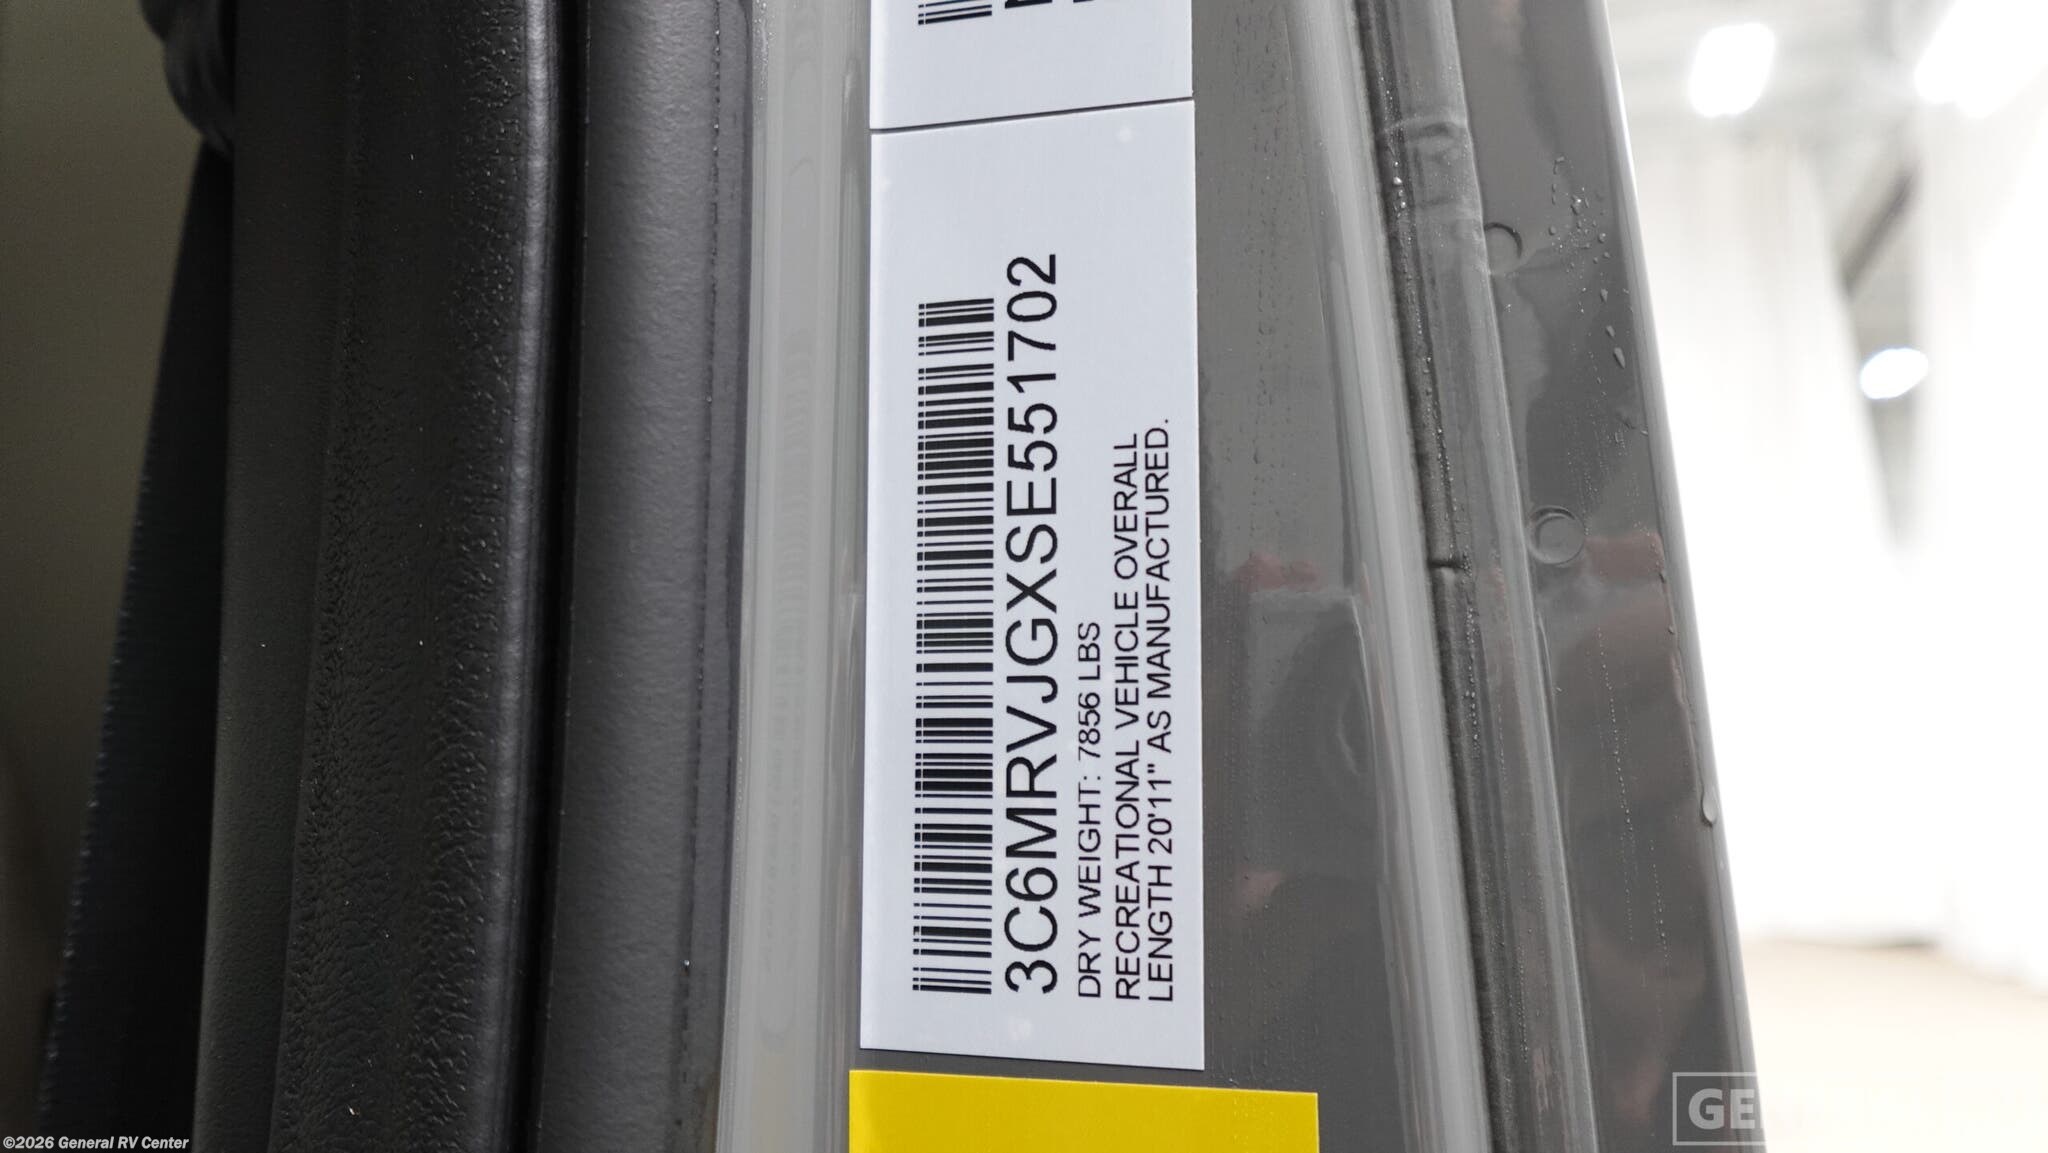 3C6MRVJGXSE551702
DRY WEIGHT: 7856 LBS
RECREATIONAL VEHICLE OVERALL
LENGTH 20'11" AS MANUFACTURED.
©2026 General RV Center